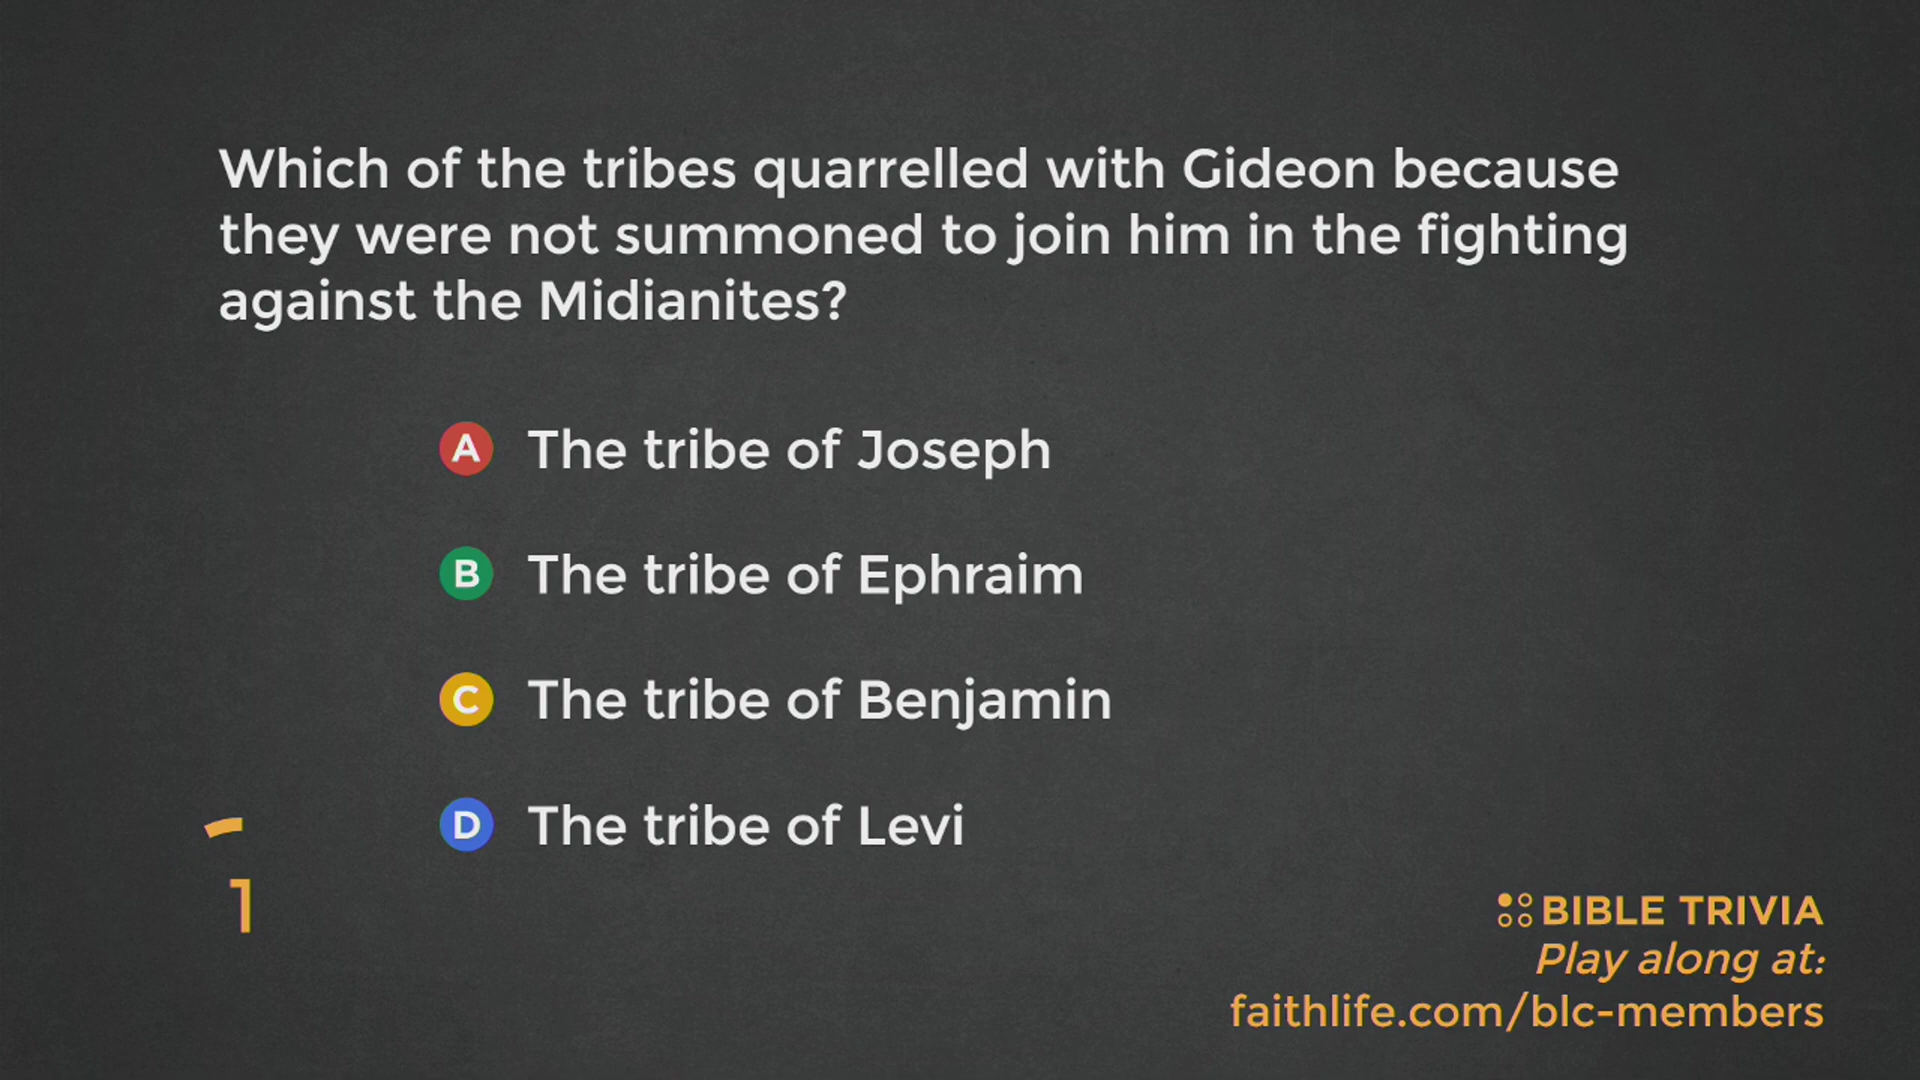 Which of the tribes quarrelled with Gideon because
they were not summoned to join him in the fighting
against the Midianites?
A The tribe of Joseph
B The tribe of Ephraim
C The tribe of Benjamin
D The tribe of Levi
1
BIBLE TRIVIA
Play along at:
faithlife.com/blc-members